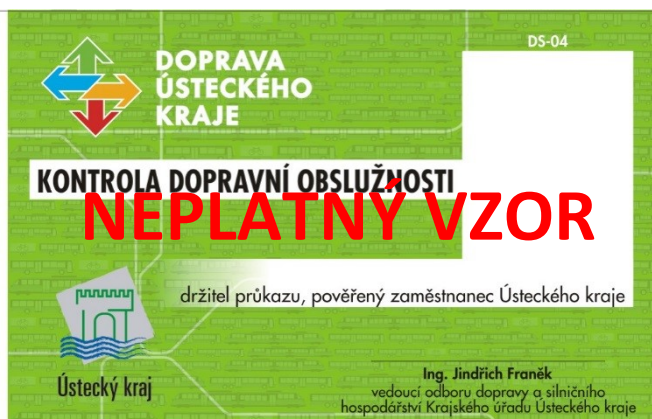 DS-04
DOPRAVA
ÚSTECKÉHO
KRAJE
KONTROLA DOPRAVNÍ OBSLUŽNOSTI
NEPLATNÝ VZOR
držitel průkazu, pověřený zaměstnanec Ústeckého kraje
Ústecký kraj
Ing. Jindřich Franěk
vedoucí odboru dopravy a silničního
hospodářství Krajského úřadu Ústeckého kraje